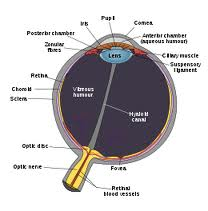 Pupil
Iris
Cornea
Posterior chamber
Anterior chamber
(aqueous humour)
Zonular
fibres
Ciliary muscle
Lens
Suspensory
ligament
Retina
Choroid
Vitreous
humour
Sclera
Hyaloid
canal
Optic disc
Optic nerve
Fovea
Retinal
blood vessels